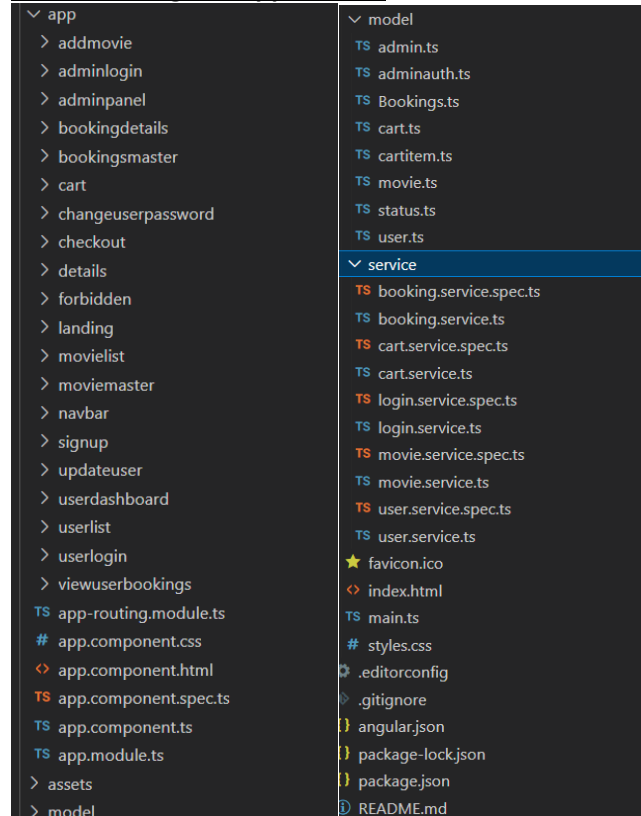 app
addmovie
adminlogin
adminpanel
bookingdetails
bookingsmaster
cart
changeuserpassword
checkout
details
forbidden
landing
movielist
moviemaster
navbar
signup
updateuser
userdashboard
userlist
userlogin
viewuserbookings
TS app-routing.module.ts
# app.component.css
<> app.component.html
TS app.component.spec.ts
TS app.component.ts
TS app.module.ts
assets
model
model
TS admin.ts
TS adminauth.ts
TS Bookings.ts
TS cart.ts
TS cartitem.ts
TS movie.ts
TS status.ts
TS user.ts
service
TS booking.service.spec.ts
TS booking.service.ts
TS cart.service.spec.ts
TS cart.service.ts
TS login.service.spec.ts
TS login.service.ts
TS movie.service.spec.ts
TS movie.service.ts
TS user.service.spec.ts
TS user.service.ts
favicon.ico
<> index.html
TS main.ts
# styles.css
.editorconfig
.gitignore
angular.json
package-lock.json
package.json
README.md